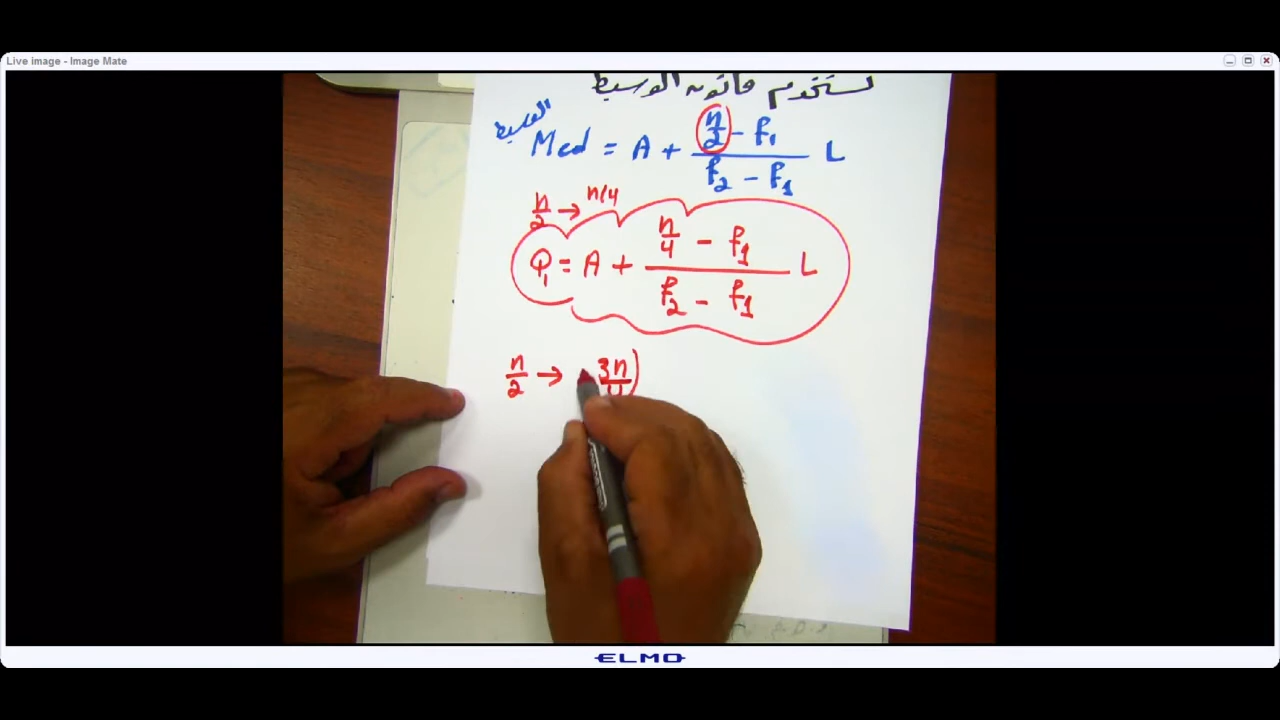 Live image - Image Mate
نستخدم قانون الوسيط
الوسيط
Med = A + (n/2 - f₁)/(f₂ - f₁) L
n/2 → n/4
Q₁ = A + (n/4 - f₁)/(f₂ - f₁) L
n/2 → 3n/4
ELMO